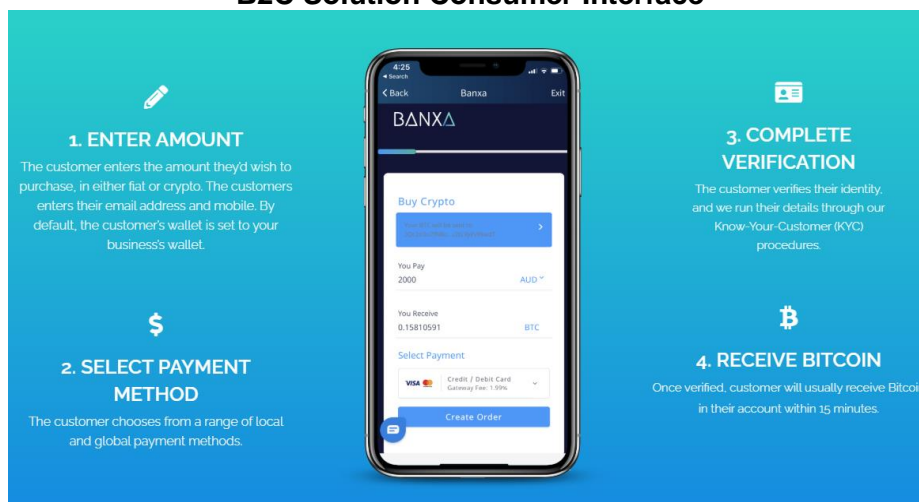 B2C Solution Consumer Interface
1. ENTER AMOUNT
The customer enters the amount they'd wish to
purchase, in either fiat or crypto. The customers
enters their email address and mobile. By
default, the customer's wallet is set to your
business's wallet.
2. SELECT PAYMENT
METHOD
The customer chooses from a range of local
and global payment methods.
4:25
Search
Back Banxa Exit
BANXA
Buy Crypto
You Pay
2000 AUD
You Receive
0.15810591 BTC
Select Payment
VISA Credit / Debit Card
Gateway Fee: 1.99%
Create Order
3. COMPLETE
VERIFICATION
The customer verifies their identity,
and we run their details through our
Know-Your-Customer (KYC)
procedures.
4. RECEIVE BITCOIN
Once verified, customer will usually receive Bitcoi
in their account within 15 minutes.